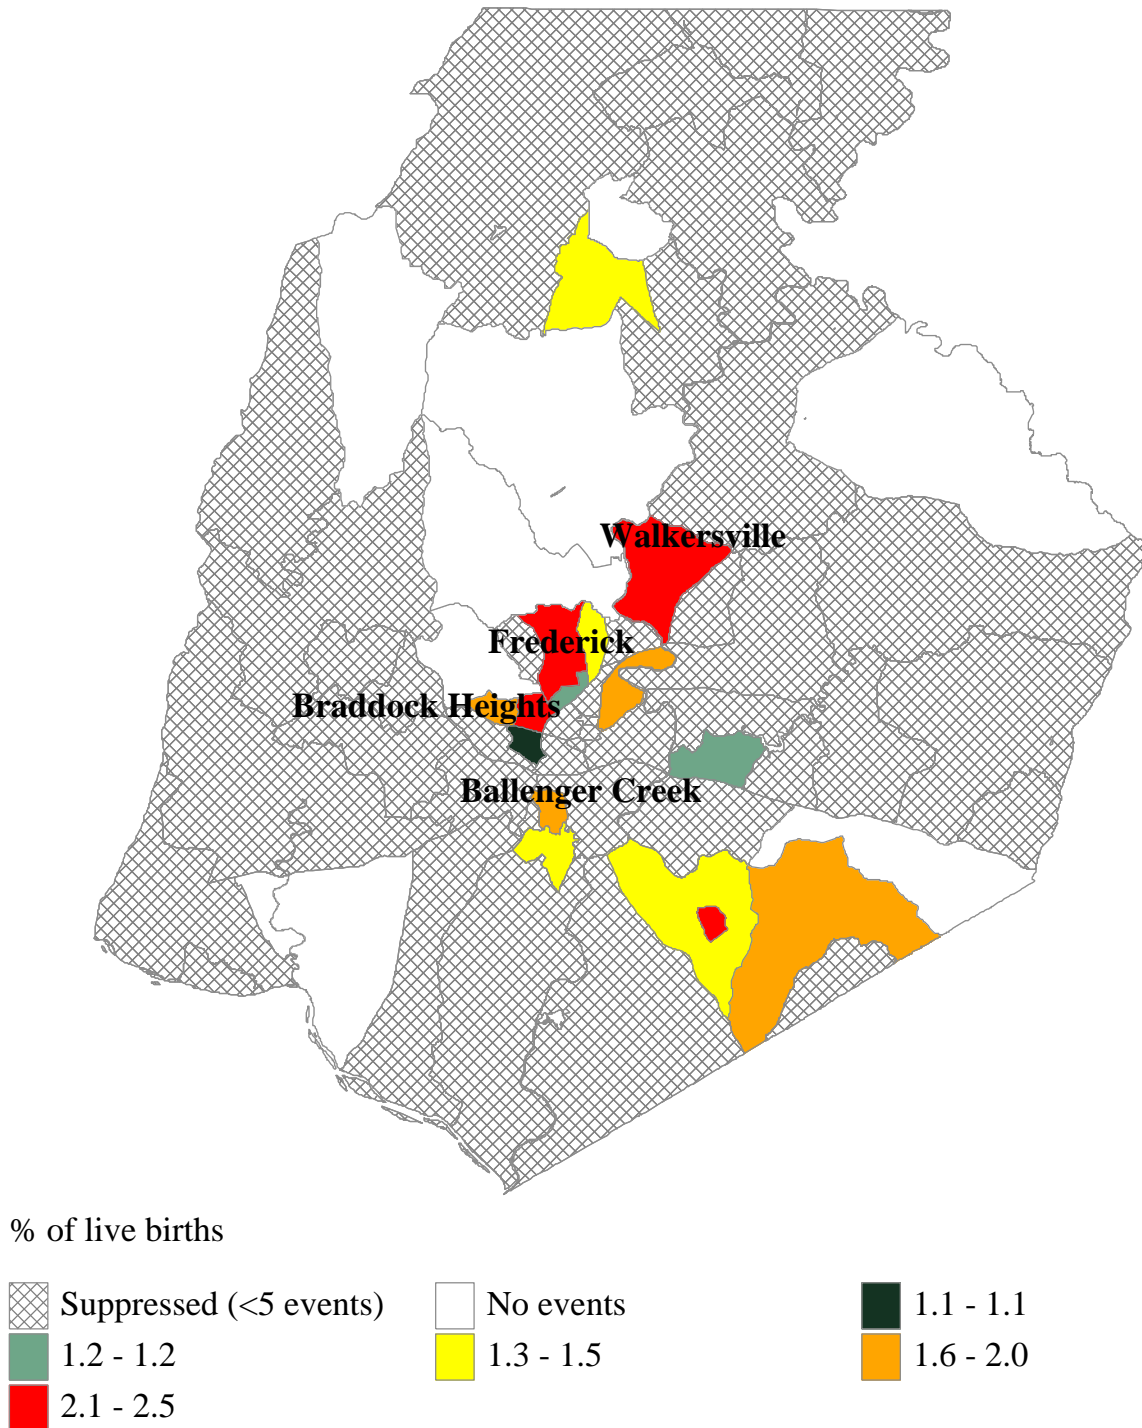 Walkersville
Frederick
Braddock Heights
Ballenger Creek
% of live births
Suppressed (<5 events)
No events
1.1 - 1.1
1.2 - 1.2
1.3 - 1.5
1.6 - 2.0
2.1 - 2.5